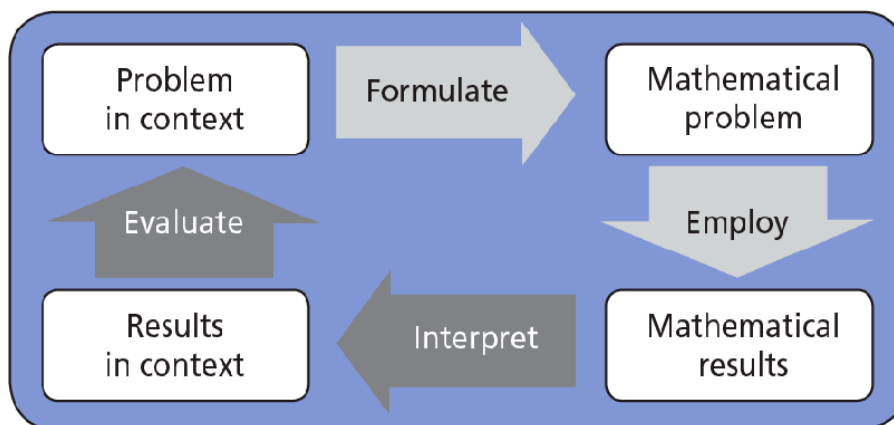 Problem
in context
Formulate
Mathematical
problem
Evaluate
Employ
Results
in context
Interpret
Mathematical
results